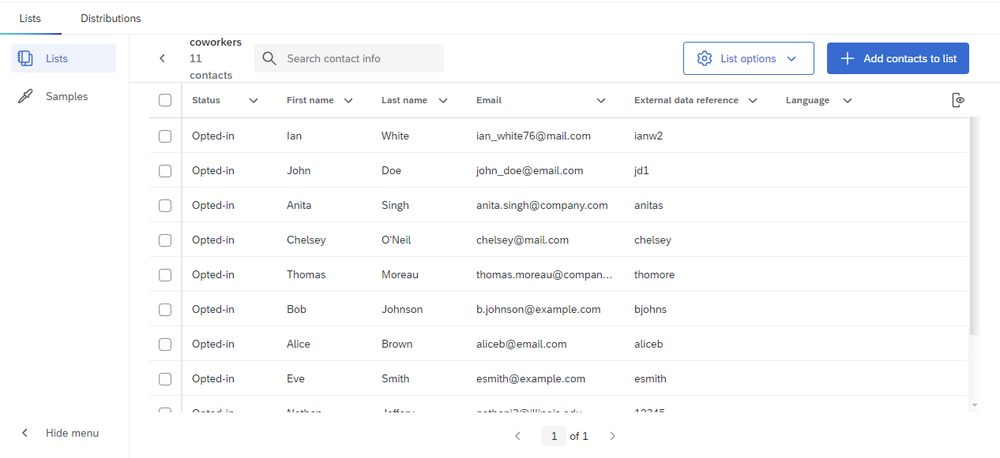 Lists Distributions
Lists
Samples
coworkers
11
contacts
Search contact info
List options
Add contacts to list
Status First name Last name Email External data reference Language
Opted-in Ian White ian_white76@mail.com ianw2
Opted-in John Doe john_doe@email.com jd1
Opted-in Anita Singh anita.singh@company.com anitas
Opted-in Chelsey O'Neil chelsey@mail.com chelsey
Opted-in Thomas Moreau thomas.moreau@compan... thomore
Opted-in Bob Johnson b.johnson@example.com bjohns
Opted-in Alice Brown aliceb@email.com aliceb
Opted-in Eve Smith esmith@example.com esmith
Opted-in Nathan 12345
Hide menu
1 of 1